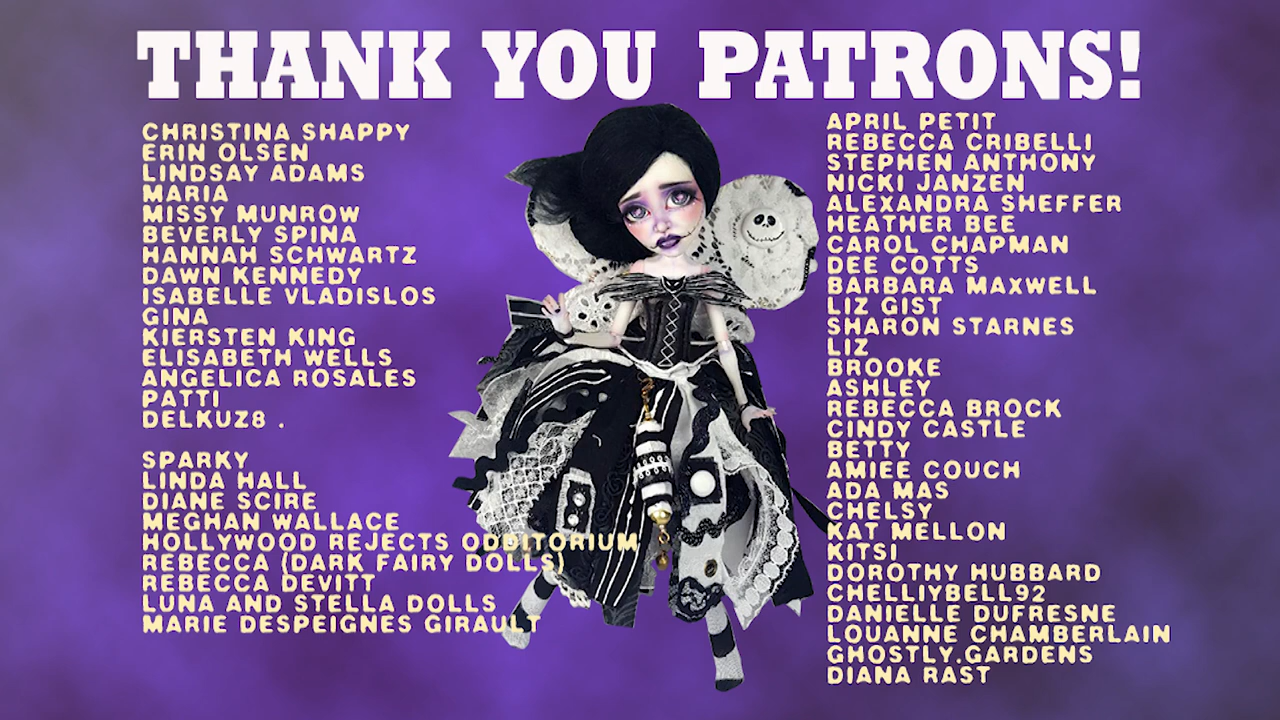 THANK YOU PATRONS!
CHRISTINA SHAPPY
ERIN OLSEN
LINDSAY ADAMS
MARIA
MISSY MUNROW
BEVERLY SPINA
HANNAH SCHWARTZ
DAWN KENNEDY
ISABELLE VLADISLOS
GINA
KIERSTEN KING
ELISABETH WELLS
ANGELICA ROSALES
PATTI
DELKUZ8 .
SPARKY
LINDA HALL
DIANE SCIRE
MEGHAN WALLACE
HOLLYWOOD REJECTS ODDITORIUM
REBECCA (DARK FAIRY DOLLS)
REBECCA DEVITT
LUNA AND STELLA DOLLS
MARIE DESPEIGNES GIRAULT
APRIL PETIT
REBECCA CRIBELLI
STEPHEN ANTHONY
NICKI JANZEN
ALEXANDRA SHEFFER
HEATHER BEE
CAROL CHAPMAN
DEE COTTS
BARBARA MAXWELL
LIZ GIST
SHARON STARNES
LIZ
BROOKE
ASHLEY
REBECCA BROCK
CINDY CASTLE
BETTY
AMIEE COUCH
ADA MAS
CHELSY
KAT MELLON
KITSI
DOROTHY HUBBARD
CHELLIYBELL92
DANIELLE DUFRESNE
LOUANNE CHAMBERLAIN
GHOSTLY.GARDENS
DIANA RAST